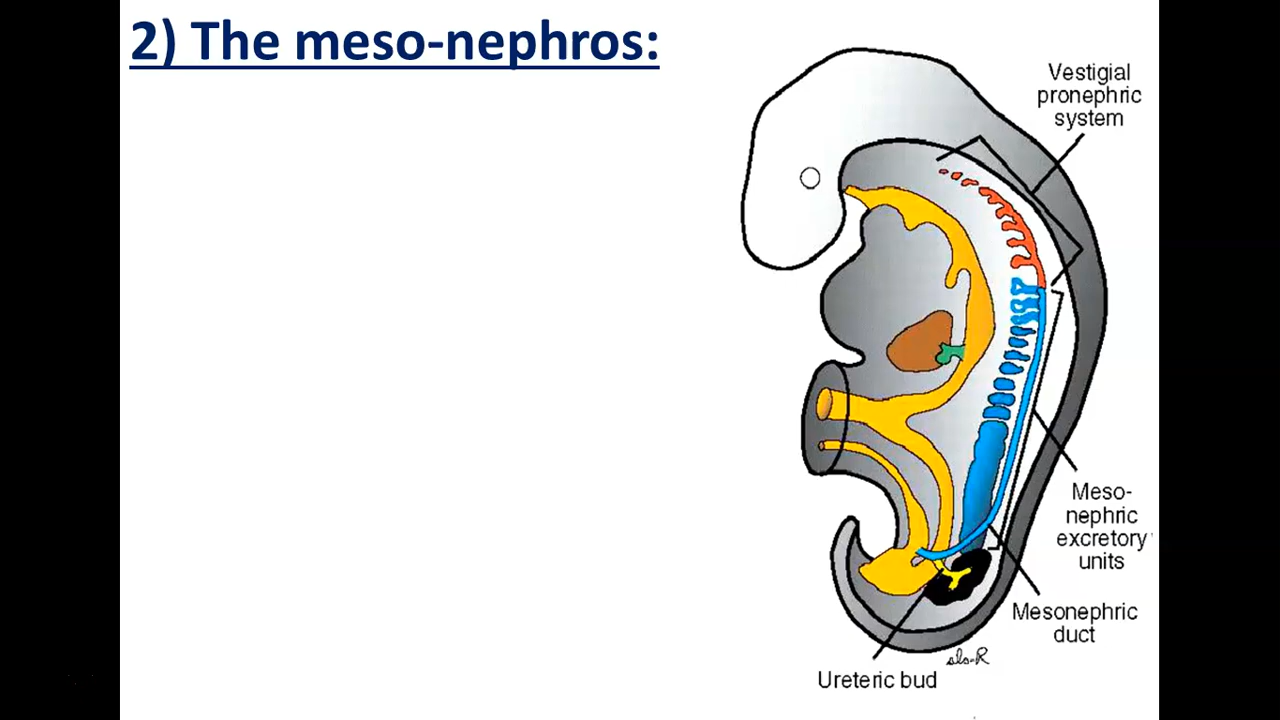 2) The meso-nephros:
Vestigial
pronephric
system
Meso-
nephric
excretory
units
Mesonephric
duct
Ureteric bud